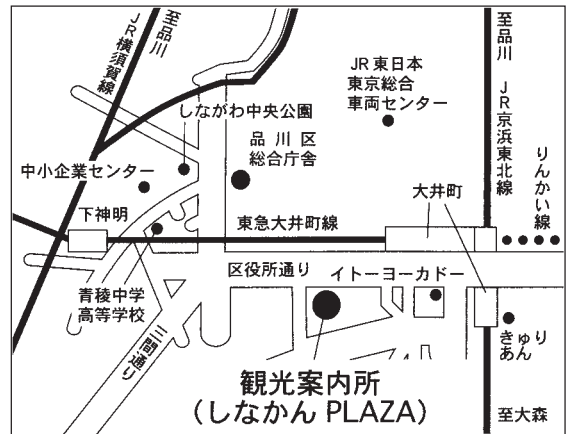 至品川
JR横須賀線
至品川
JR京浜東北線
JR東日本
東京総合
車両センター
しながわ中央公園
品川区
総合庁舎
中小企業センター
りんかい線
大井町
下神明
東急大井町線
区役所通り
イトーヨーカドー
青稜中学
高等学校
三間通り
きゅり
あん
観光案内所
(しなかん PLAZA)
至大森